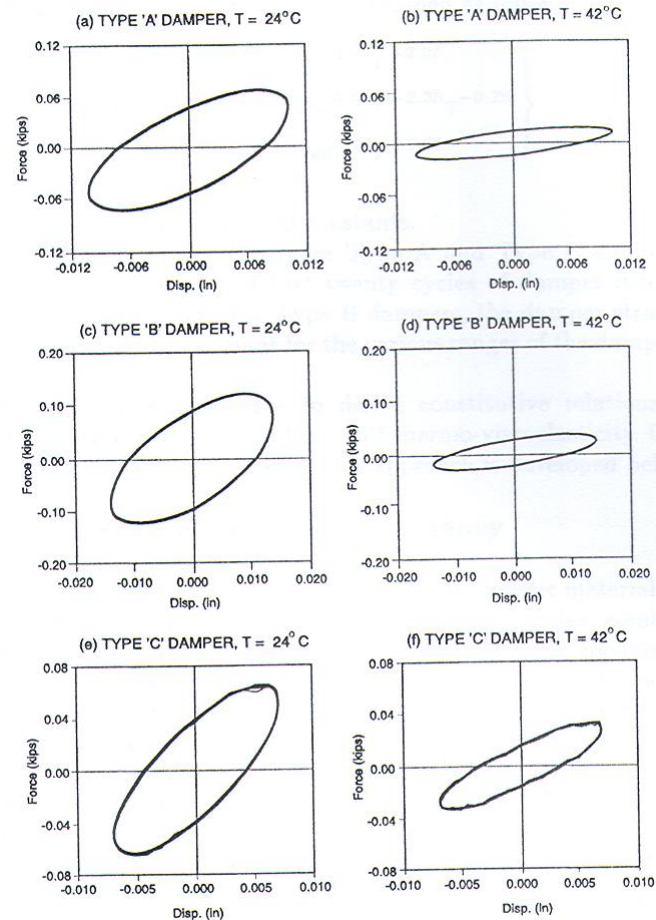 (a) TYPE 'A' DAMPER, T = 24°C
0.12
0.06
0.00
-0.06
-0.12
Force (kips)
-0.012 -0.006 0.000 0.006 0.012
Disp. (in)
(b) TYPE 'A' DAMPER, T = 42°C
0.12
0.06
0.00
-0.06
-0.12
Force (kips)
-0.012 -0.006 0.000 0.006 0.012
Disp. (in)
(c) TYPE 'B' DAMPER, T = 24°C
0.20
0.10
0.00
-0.10
-0.20
Force (kips)
-0.020 -0.010 0.000 0.010 0.020
Disp. (in)
(d) TYPE 'B' DAMPER, T = 42°C
0.20
0.10
0.00
-0.10
-0.20
Force (kips)
-0.020 -0.010 0.000 0.010 0.020
Disp. (in)
(e) TYPE 'C' DAMPER, T = 24°C
0.08
0.04
0.00
-0.04
-0.08
Force (kips)
-0.010 -0.005 0.000 0.005 0.010
Disp. (in)
(f) TYPE 'C' DAMPER, T = 42°C
0.08
0.04
0.00
-0.04
-0.08
Force (kips)
-0.010 -0.005 0.000 0.005 0.010
Disp. (in)